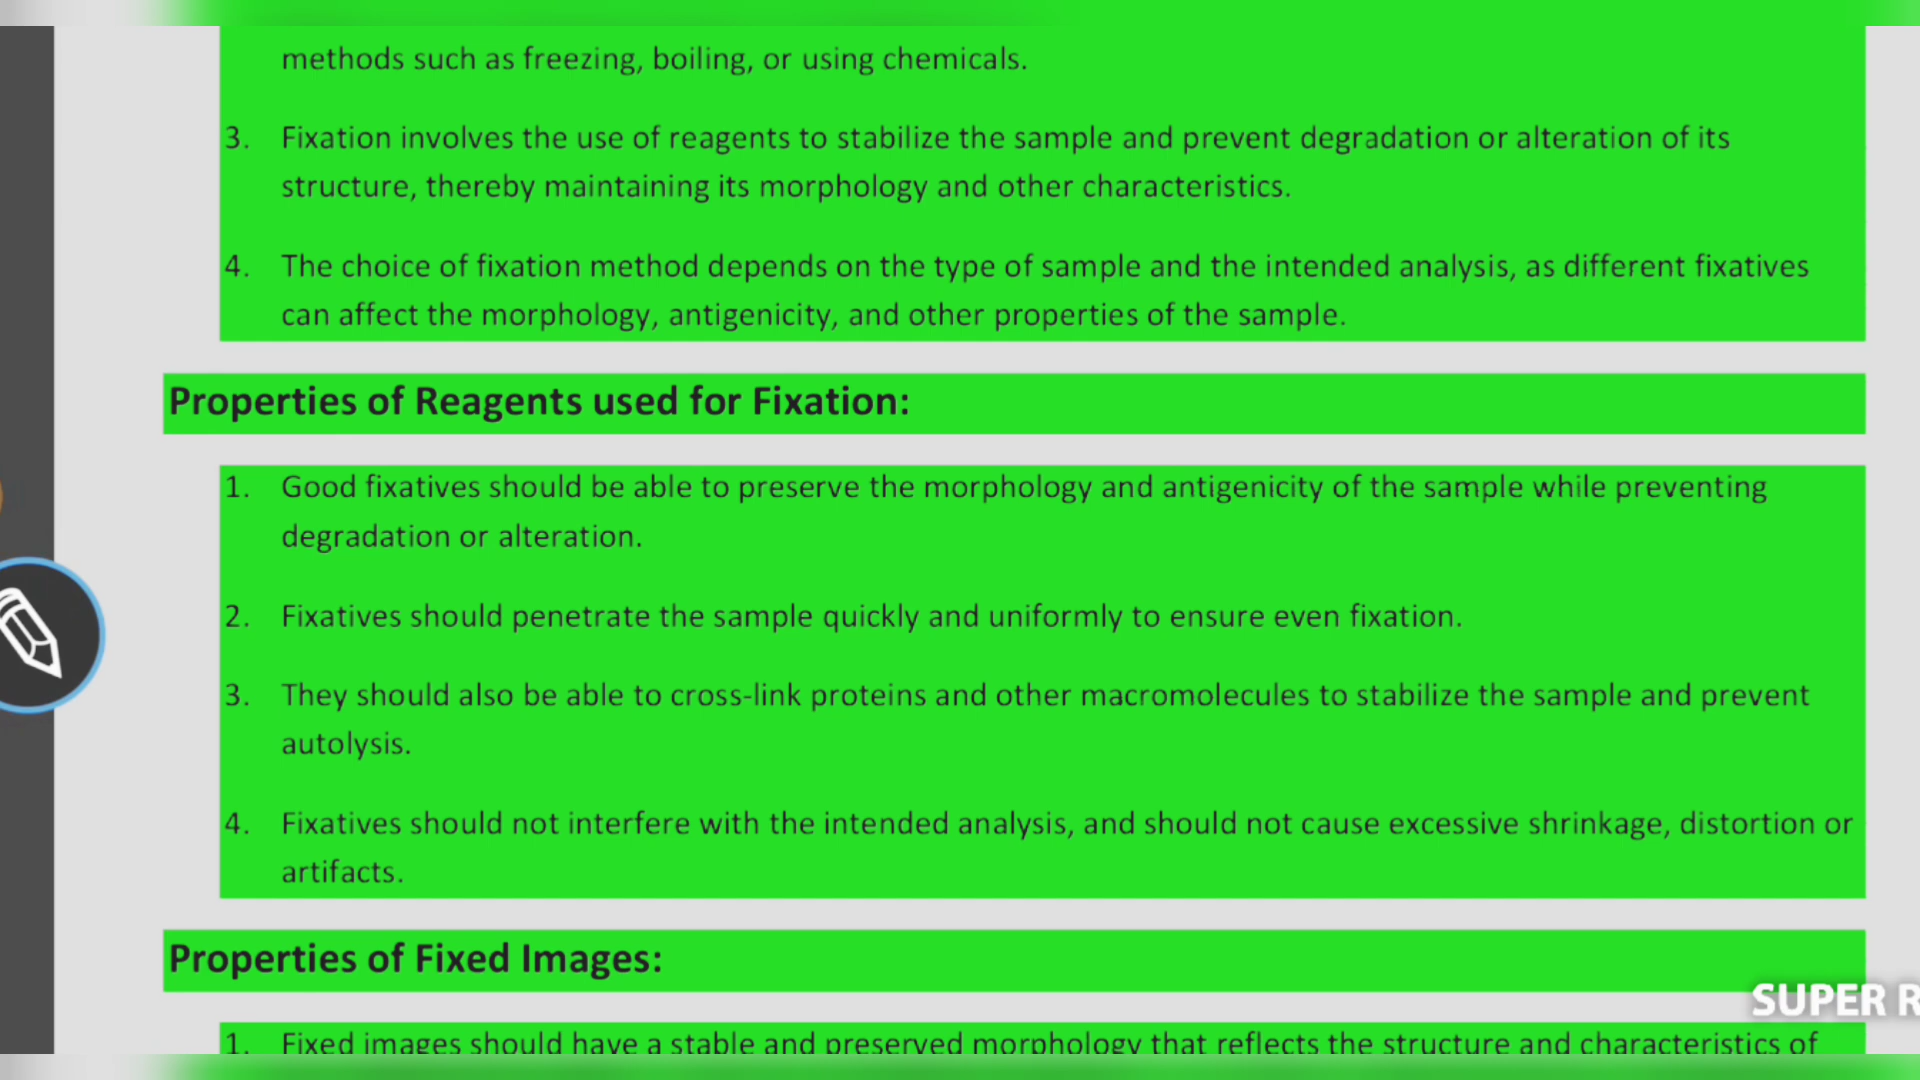 methods such as freezing, boiling, or using chemicals.
3. Fixation involves the use of reagents to stabilize the sample and prevent degradation or alteration of its
structure, thereby maintaining its morphology and other characteristics.
4. The choice of fixation method depends on the type of sample and the intended analysis, as different fixatives
can affect the morphology, antigenicity, and other properties of the sample.
Properties of Reagents used for Fixation:
1. Good fixatives should be able to preserve the morphology and antigenicity of the sample while preventing
degradation or alteration.
2. Fixatives should penetrate the sample quickly and uniformly to ensure even fixation.
3. They should also be able to cross-link proteins and other macromolecules to stabilize the sample and prevent
autolysis.
4. Fixatives should not interfere with the intended analysis, and should not cause excessive shrinkage, distortion or
artifacts.
Properties of Fixed Images:
SUPER R
1. Fixed images should have a stable and preserved morphology that reflects the structure and characteristics of